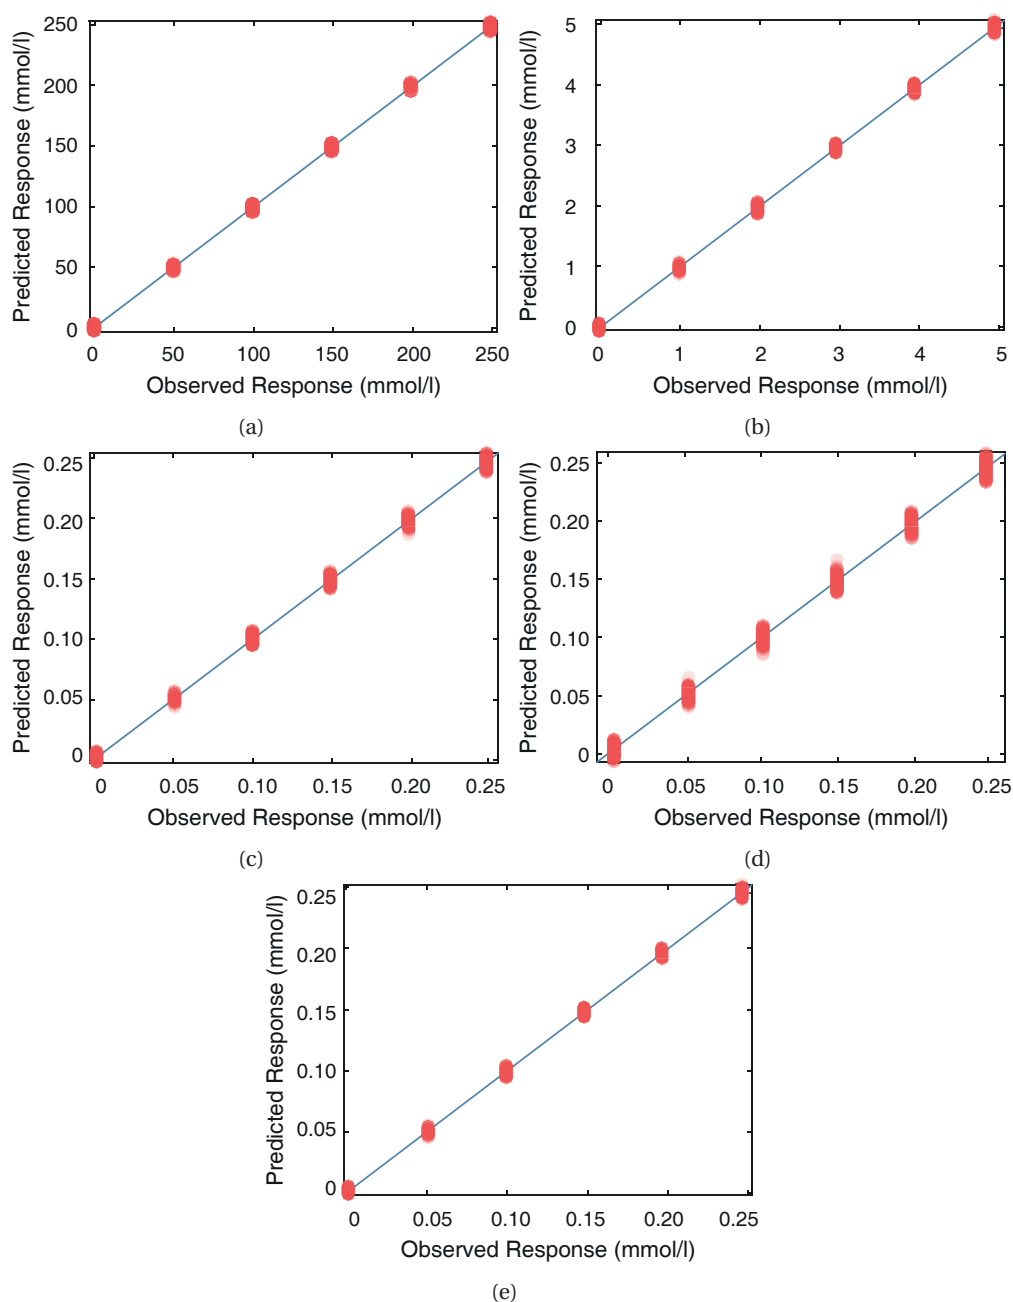 250
200
150
100
50
0
Predicted Response (mmol/l)
0 50 100 150 200 250
Observed Response (mmol/l)
(a)
5
4
3
2
1
0
Predicted Response (mmol/l)
0 1 2 3 4 5
Observed Response (mmol/l)
(b)
0.25
0.20
0.15
0.10
0.05
0
Predicted Response (mmol/l)
0 0.05 0.10 0.15 0.20 0.25
Observed Response (mmol/l)
(c)
0.25
0.20
0.15
0.10
0.05
0
Predicted Response (mmol/l)
0 0.05 0.10 0.15 0.20 0.25
Observed Response (mmol/l)
(d)
0.25
0.20
0.15
0.10
0.05
0
Predicted Response (mmol/l)
0 0.05 0.10 0.15 0.20 0.25
Observed Response (mmol/l)
(e)